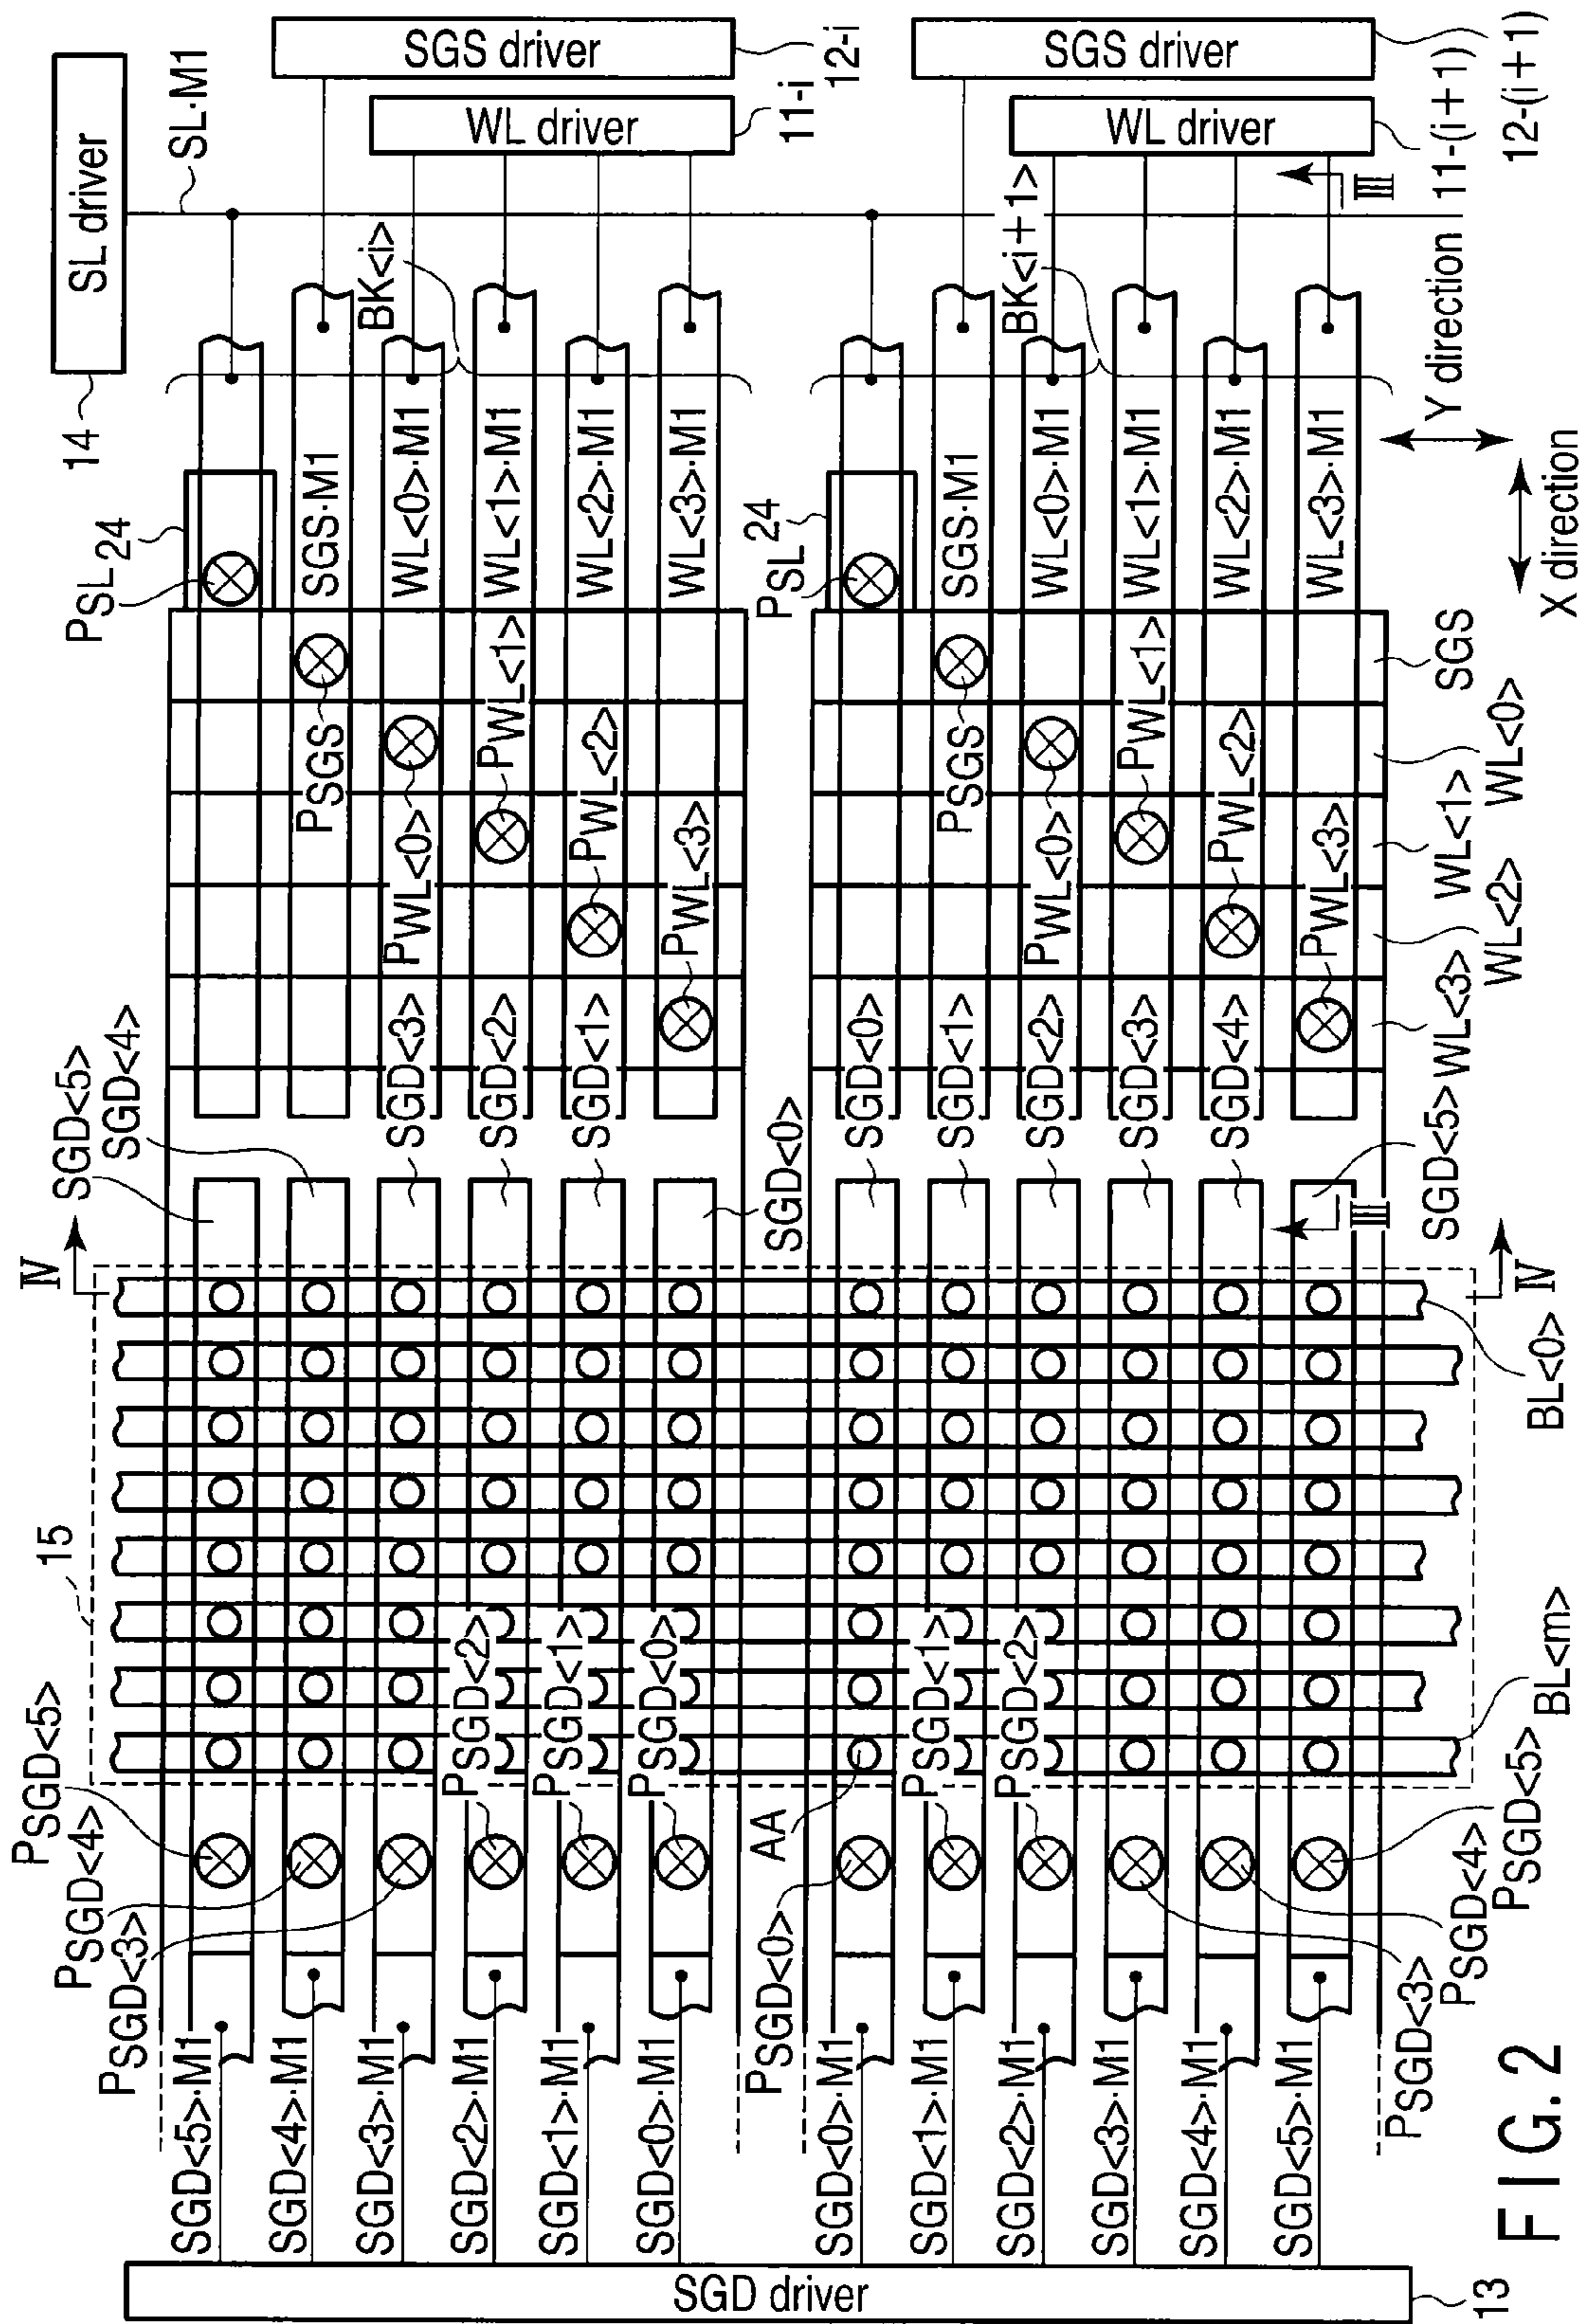 SL driver
14
SL·M1
SGS driver
12-i
WL driver
11-i
SGS driver
12-(i+1)
WL driver
11-(i+1)
III
BK<i>
BK<i+1>
Y direction
X direction
PSL
24
SGS·M1
WL<0>·M1
WL<1>·M1
WL<2>·M1
WL<3>·M1
PSL
24
SGS·M1
WL<0>·M1
WL<1>·M1
WL<2>·M1
WL<3>·M1
PSGS
PWL<0>
PWL<1>
PWL<2>
PWL<3>
PSGS
PWL<0>
PWL<1>
PWL<2>
PWL<3>
SGS
WL<0>
WL<1>
WL<2>
WL<3>
SGD<5>
SGD<4>
SGD<3>
SGD<2>
SGD<1>
SGD<0>
SGD<0>
SGD<1>
SGD<2>
SGD<3>
SGD<4>
SGD<5>
III
IV
IV
15
BL<0>
BL<m>
AA
PSGD<5>
PSGD<4>
PSGD<3>
PSGD<2>
PSGD<1>
PSGD<0>
PSGD<0>
PSGD<1>
PSGD<2>
PSGD<3>
PSGD<4>
PSGD<5>
SGD<5>·M1
SGD<4>·M1
SGD<3>·M1
SGD<2>·M1
SGD<1>·M1
SGD<0>·M1
SGD<0>·M1
SGD<1>·M1
SGD<2>·M1
SGD<3>·M1
SGD<4>·M1
SGD<5>·M1
SGD driver
13
FIG. 2